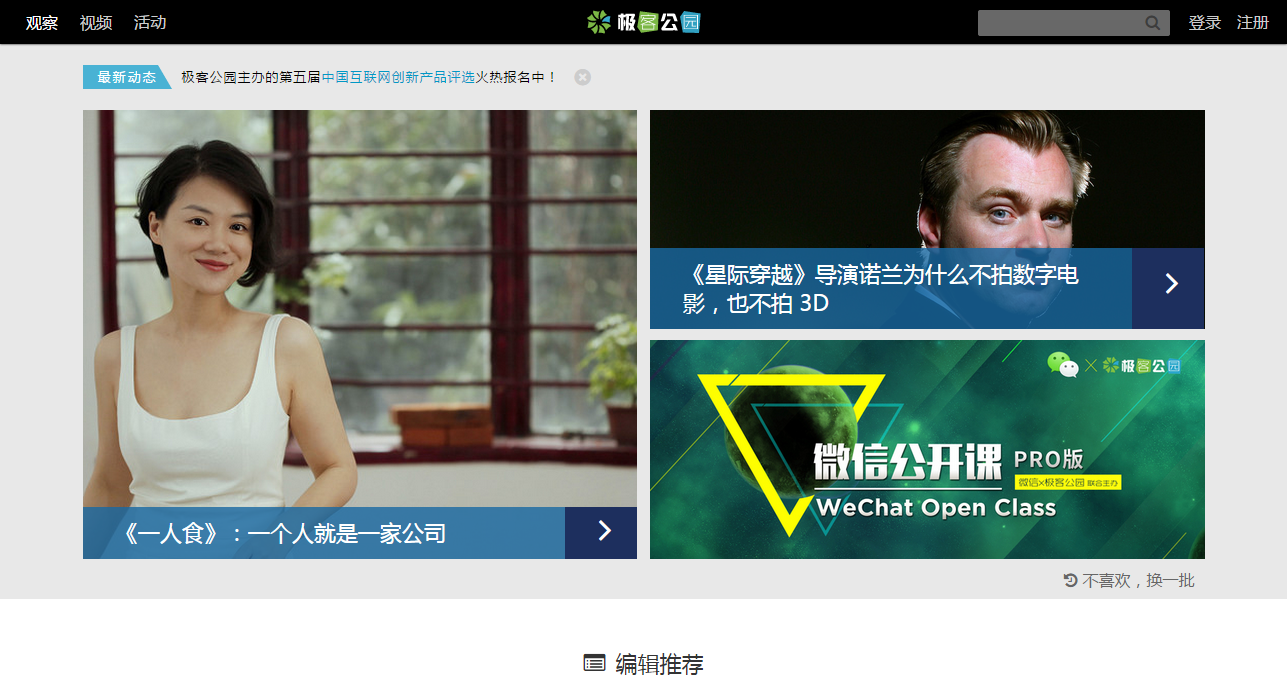 观察 视频 活动 极客公园 登录 注册
最新动态 极客公园主办的第五届中国互联网创新产品评选火热报名中！
《星际穿越》导演诺兰为什么不拍数字电
影，也不拍 3D
《一人食》：一个人就是一家公司
极客公园
微信公开课 PRO版
微信×极客公园 联合主办
WeChat Open Class
不喜欢，换一批
编辑推荐